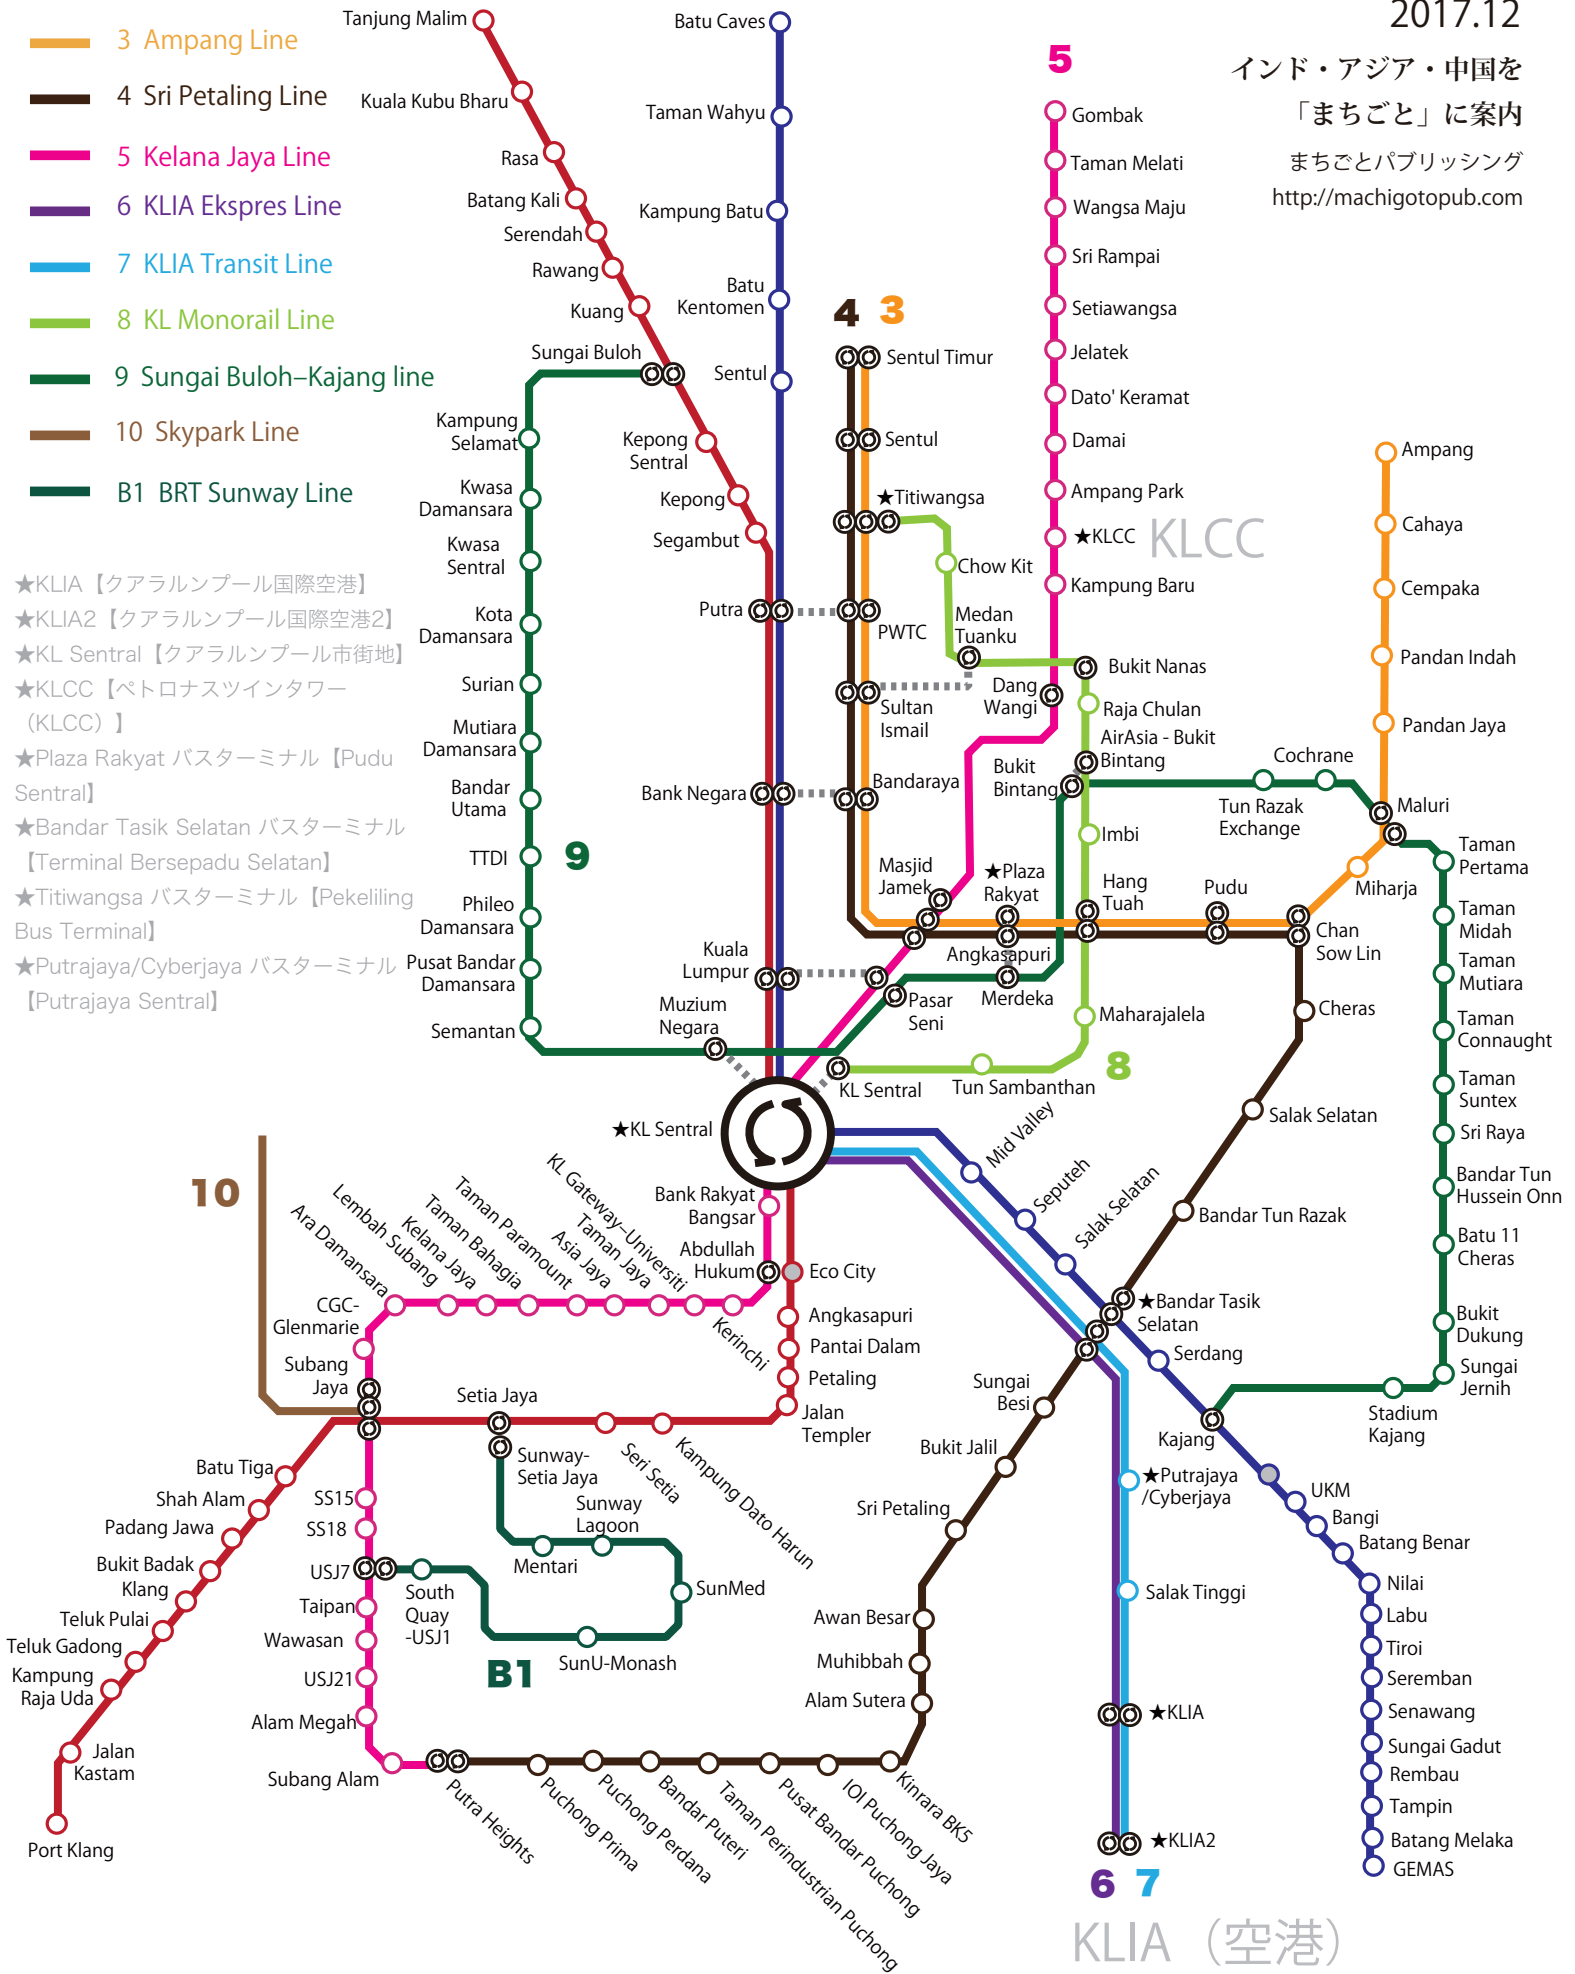 2017.12
インド・アジア・中国を
「まちごと」に案内
まちごとパブリッシング
http://machigotopub.com
3 Ampang Line
4 Sri Petaling Line
5 Kelana Jaya Line
6 KLIA Ekspres Line
7 KLIA Transit Line
8 KL Monorail Line
9 Sungai Buloh–Kajang line
10 Skypark Line
B1 BRT Sunway Line
★KLIA【クアラルンプール国際空港】
★KLIA2【クアラルンプール国際空港2】
★KL Sentral【クアラルンプール市街地】
★KLCC【ペトロナスツインタワー
（KLCC）】
★Plaza Rakyat バスターミナル【Pudu
Sentral】
★Bandar Tasik Selatan バスターミナル
【Terminal Bersepadu Selatan】
★Titiwangsa バスターミナル【Pekeliling
Bus Terminal】
★Putrajaya/Cyberjaya バスターミナル
【Putrajaya Sentral】
Tanjung Malim
Kuala Kubu Bharu
Rasa
Batang Kali
Serendah
Rawang
Kuang
Sungai Buloh
Kepong
Sentral
Kepong
Segambut
Putra
Bank Negara
Kuala
Lumpur
Batu Caves
Taman Wahyu
Kampung Batu
Batu
Kentomen
Sentul
4
3
Sentul Timur
Sentul
★Titiwangsa
PWTC
Sultan
Ismail
Bandaraya
Masjid
Jamek
★Plaza
Rakyat
Hang
Tuah
Pudu
Chan
Sow Lin
Angkasapuri
Merdeka
Pasar
Seni
Chow Kit
Medan
Tuanku
Bukit Nanas
Raja Chulan
AirAsia - Bukit
Bintang
Bukit
Bintang
Imbi
Maharajalela
8
Tun Sambanthan
KL Sentral
5
Gombak
Taman Melati
Wangsa Maju
Sri Rampai
Setiawangsa
Jelatek
Dato' Keramat
Damai
Ampang Park
★KLCC
KLCC
Kampung Baru
Dang
Wangi
Ampang
Cahaya
Cempaka
Pandan Indah
Pandan Jaya
Maluri
Miharja
Cochrane
Tun Razak
Exchange
Taman
Pertama
Taman
Midah
Taman
Mutiara
Taman
Connaught
Taman
Suntex
Sri Raya
Bandar Tun
Hussein Onn
Batu 11
Cheras
Bukit
Dukung
Sungai
Jernih
Stadium
Kajang
Kampung
Selamat
Kwasa
Damansara
Kwasa
Sentral
Kota
Damansara
Surian
Mutiara
Damansara
Bandar
Utama
TTDI
9
Phileo
Damansara
Pusat Bandar
Damansara
Semantan
Muzium
Negara
★KL Sentral
Cheras
Salak Selatan
Bandar Tun Razak
★Bandar Tasik
Selatan
Sungai
Besi
Bukit Jalil
Sri Petaling
Awan Besar
Muhibbah
Alam Sutera
Kinrara BK5
IOI Puchong Jaya
Pusat Bandar Puchong
Taman Perindustrian Puchong
Bandar Puteri
Puchong Perdana
Puchong Prima
Putra Heights
Mid Valley
Seputeh
Salak Selatan
Serdang
Kajang
UKM
Bangi
Batang Benar
Nilai
Labu
Tiroi
Seremban
Senawang
Sungai Gadut
Rembau
Tampin
Batang Melaka
GEMAS
★Putrajaya
/Cyberjaya
Salak Tinggi
★KLIA
★KLIA2
6
7
KLIA（空港）
10
Bank Rakyat
Bangsar
Abdullah
Hukum
Eco City
Angkasapuri
Pantai Dalam
Petaling
Jalan
Templer
Kerinchi
KL Gateway–Universiti
Taman Jaya
Asia Jaya
Taman Paramount
Taman Bahagia
Kelana Jaya
Lembah Subang
Ara Damansara
CGC-
Glenmarie
Subang
Jaya
SS15
SS18
USJ7
Taipan
Wawasan
USJ21
Alam Megah
Subang Alam
Setia Jaya
Seri Setia
Kampung Dato Harun
Sunway-
Setia Jaya
Sunway
Lagoon
Mentari
SunMed
SunU-Monash
South
Quay
-USJ1
B1
Batu Tiga
Shah Alam
Padang Jawa
Bukit Badak
Klang
Teluk Pulai
Teluk Gadong
Kampung
Raja Uda
Jalan
Kastam
Port Klang